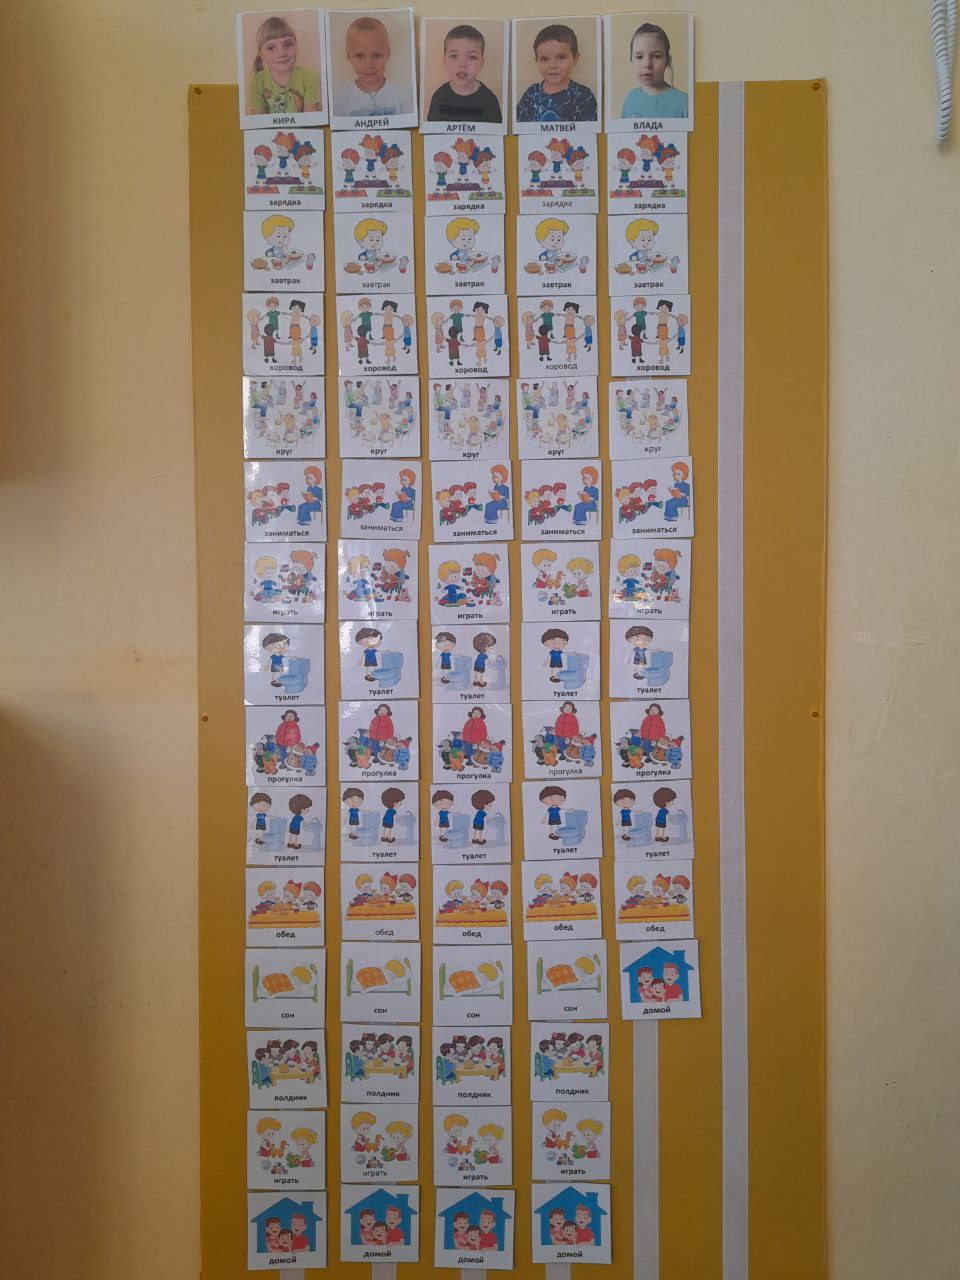 КИРА АНДРЕЙ АРТЁМ МАТВЕЙ ВЛАДА
зарядка зарядка зарядка зарядка зарядка
завтрак завтрак завтрак завтрак завтрак
хоровод хоровод хоровод хоровод хоровод
круг круг круг круг круг
заниматься заниматься заниматься заниматься заниматься
играть играть играть играть играть
туалет туалет туалет туалет туалет
прогулка прогулка прогулка прогулка прогулка
туалет туалет туалет туалет туалет
обед обед обед обед обед
сон сон сон сон домой
полдник полдник полдник полдник
играть играть играть играть
домой домой домой домой